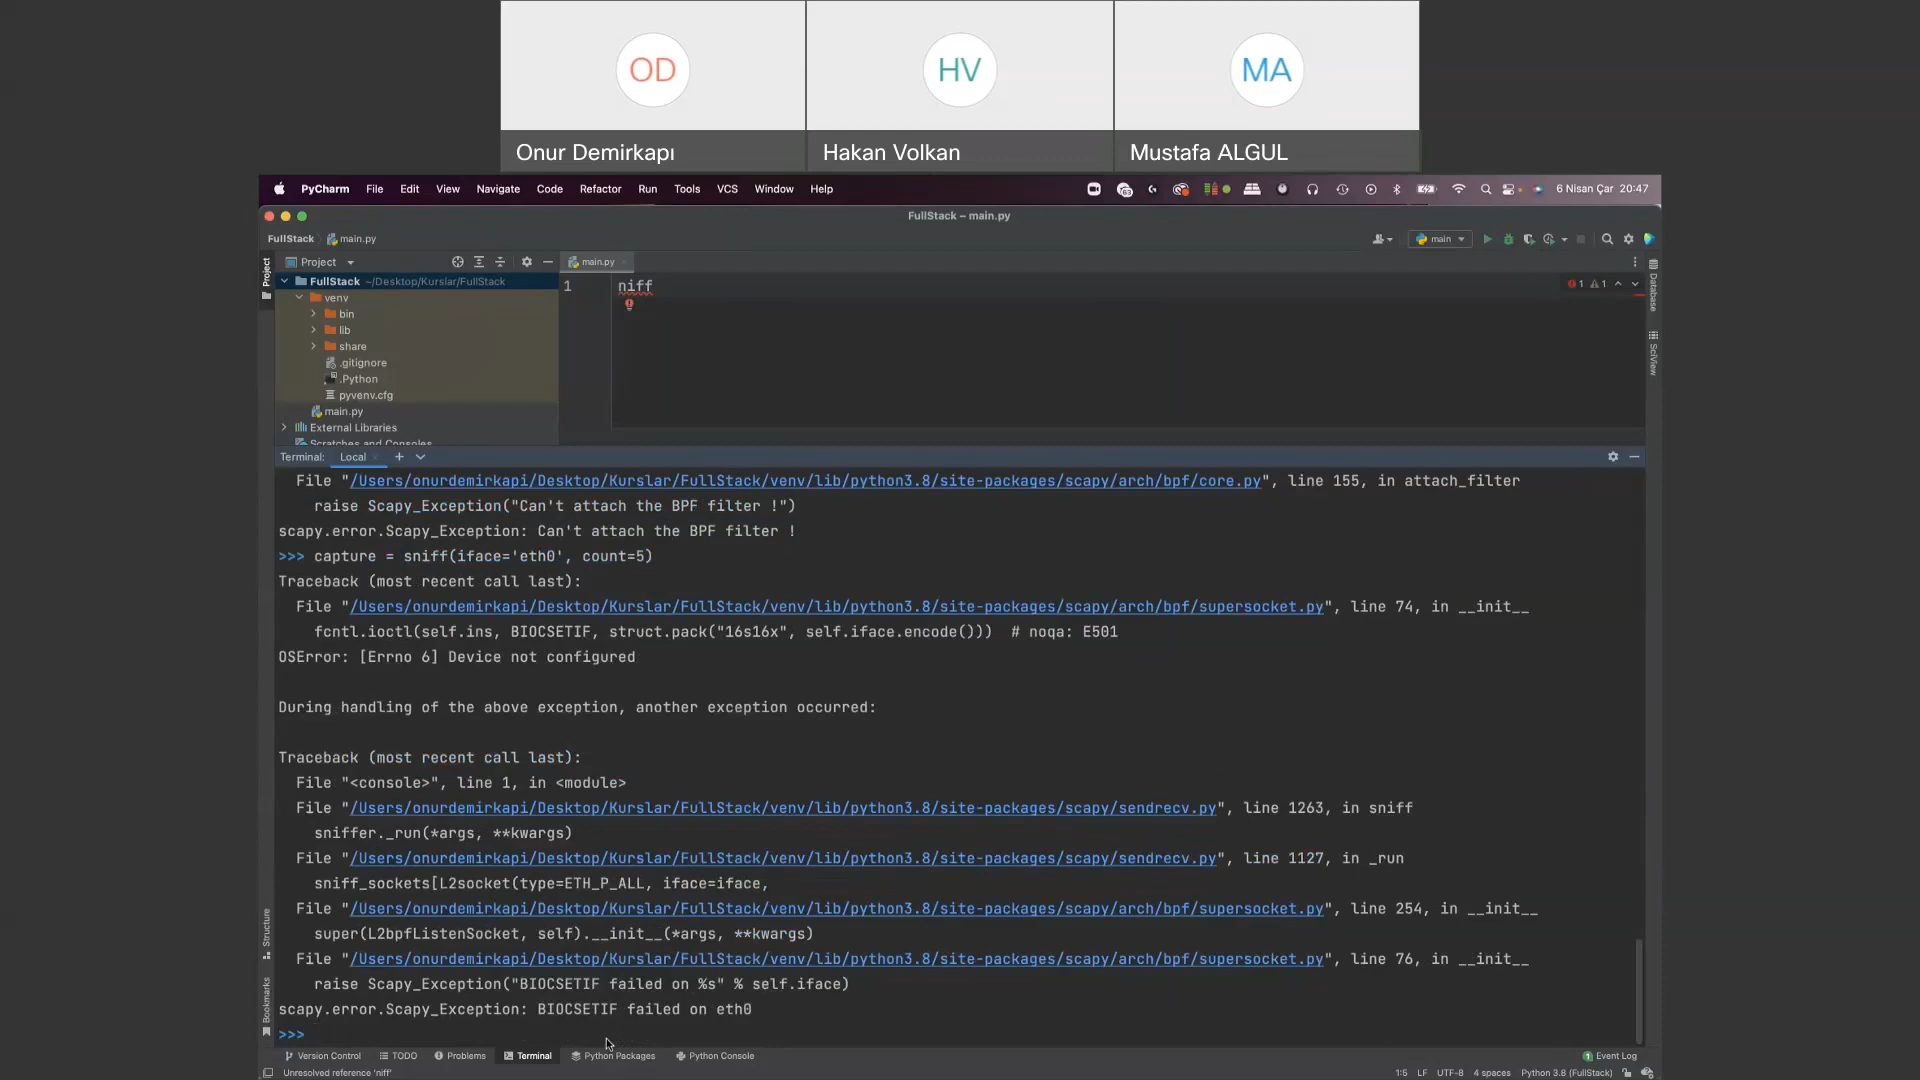 OD
HV
MA
Onur Demirkapı
Hakan Volkan
Mustafa ALGUL
PyCharm File Edit View Navigate Code Refactor Run Tools VCS Window Help
6 Nisan Çar 20:47
FullStack – main.py
FullStack main.py
main
Project
Project
main.py
FullStack ~/Desktop/Kurslar/FullStack
venv
bin
lib
share
.gitignore
.Python
pyvenv.cfg
main.py
External Libraries
Scratches and Consoles
1 niff
1 1
Database
SciView
Terminal: Local
File "/Users/onurdemirkapi/Desktop/Kurslar/FullStack/venv/lib/python3.8/site-packages/scapy/arch/bpf/core.py", line 155, in attach_filter
raise Scapy_Exception("Can't attach the BPF filter !")
scapy.error.Scapy_Exception: Can't attach the BPF filter !
>>> capture = sniff(iface='eth0', count=5)
Traceback (most recent call last):
File "/Users/onurdemirkapi/Desktop/Kurslar/FullStack/venv/lib/python3.8/site-packages/scapy/arch/bpf/supersocket.py", line 74, in __init__
fcntl.ioctl(self.ins, BIOCSETIF, struct.pack("16s16x", self.iface.encode())) # noqa: E501
OSError: [Errno 6] Device not configured
During handling of the above exception, another exception occurred:
Traceback (most recent call last):
File "<console>", line 1, in <module>
File "/Users/onurdemirkapi/Desktop/Kurslar/FullStack/venv/lib/python3.8/site-packages/scapy/sendrecv.py", line 1263, in sniff
sniffer._run(*args, **kwargs)
File "/Users/onurdemirkapi/Desktop/Kurslar/FullStack/venv/lib/python3.8/site-packages/scapy/sendrecv.py", line 1127, in _run
sniff_sockets[L2socket(type=ETH_P_ALL, iface=iface,
File "/Users/onurdemirkapi/Desktop/Kurslar/FullStack/venv/lib/python3.8/site-packages/scapy/arch/bpf/supersocket.py", line 254, in __init__
super(L2bpfListenSocket, self).__init__(*args, **kwargs)
File "/Users/onurdemirkapi/Desktop/Kurslar/FullStack/venv/lib/python3.8/site-packages/scapy/arch/bpf/supersocket.py", line 76, in __init__
raise Scapy_Exception("BIOCSETIF failed on %s" % self.iface)
scapy.error.Scapy_Exception: BIOCSETIF failed on eth0
>>>
Structure
Bookmarks
Version Control TODO Problems Terminal Python Packages Python Console
1 Event Log
Unresolved reference 'niff'
1:5 LF UTF-8 4 spaces Python 3.8 (FullStack)